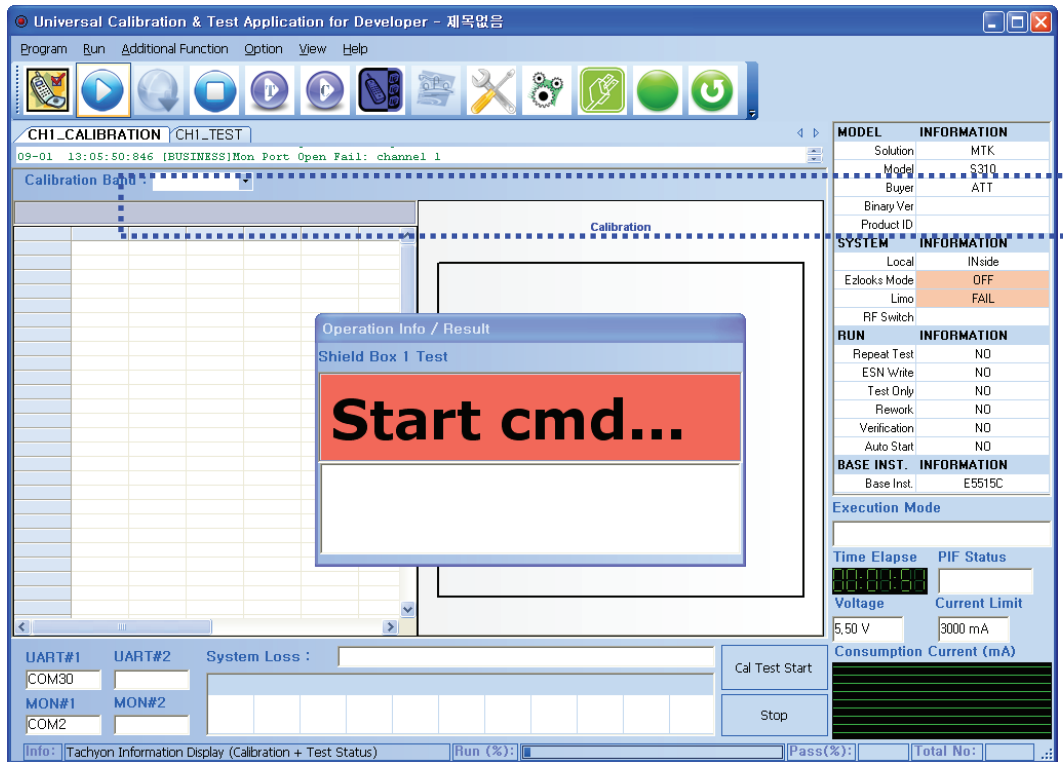 Universal Calibration & Test Application for Developer - 제목없음
Program Run Additional Function Option View Help
CH1_CALIBRATION CH1_TEST
09-01 13:05:50:846 [BUSINESS]Mon Port Open Fail: channel 1
Calibration Band :
Calibration
Operation Info / Result
Shield Box 1 Test
Start cmd...
MODEL INFORMATION
Solution MTK
Model S310
Buyer ATT
Binary Ver
Product ID
SYSTEM INFORMATION
Local INside
Ezlooks Mode OFF
Limo FAIL
RF Switch
RUN INFORMATION
Repeat Test NO
ESN Write NO
Test Only NO
Rework NO
Verification NO
Auto Start NO
BASE INST. INFORMATION
Base Inst. E5515C
Execution Mode
Time Elapse PIF Status
00:01:51
Voltage Current Limit
5,50 V 3000 mA
Consumption Current (mA)
UART#1 UART#2 System Loss :
COM30
MON#1 MON#2
COM2
Cal Test Start
Stop
Info: Tachyon Information Display (Calibration + Test Status) Run (%): Pass(%): Total No: